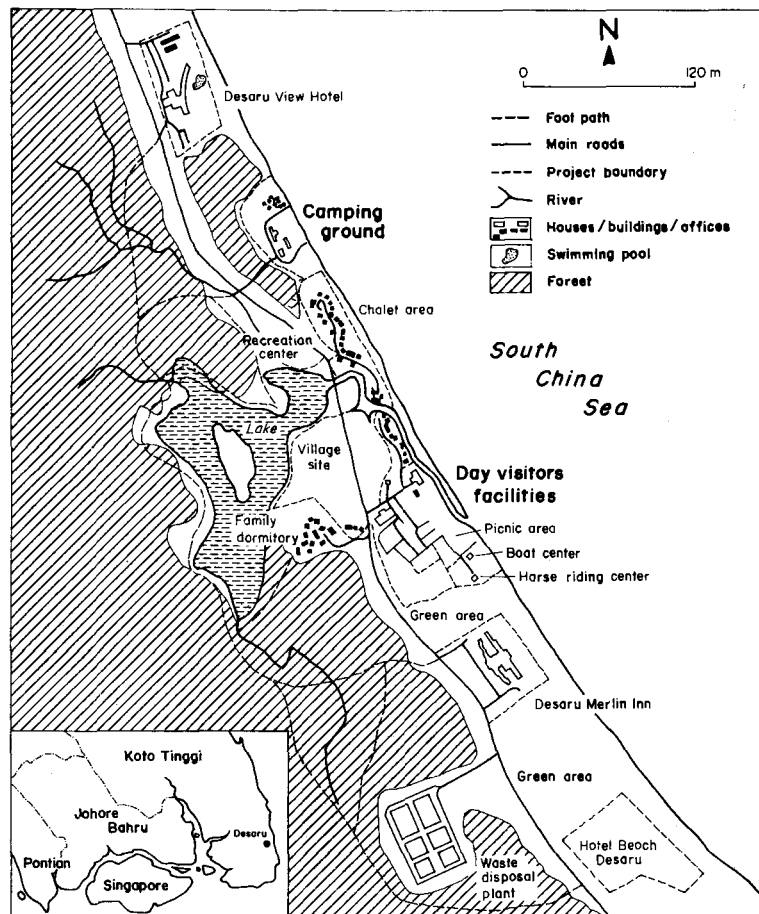 N
0
120 m
Foot path
Main roads
Project boundary
River
Houses/buildings/offices
Swimming pool
Foreet
Desaru View Hotel
Camping
ground
Chalet area
Recreation
center
South
China
Sea
Lake
Village
site
Day visitors
facilities
Family
dormitory
Picnic area
Boat center
Harse riding center
Green area
Desaru Merlin Inn
Green area
Hotel Beoch
Desaru
Waste
disposal
plant
Koto Tinggi
Johore
Bahru
Desaru
Pontian
Singapore